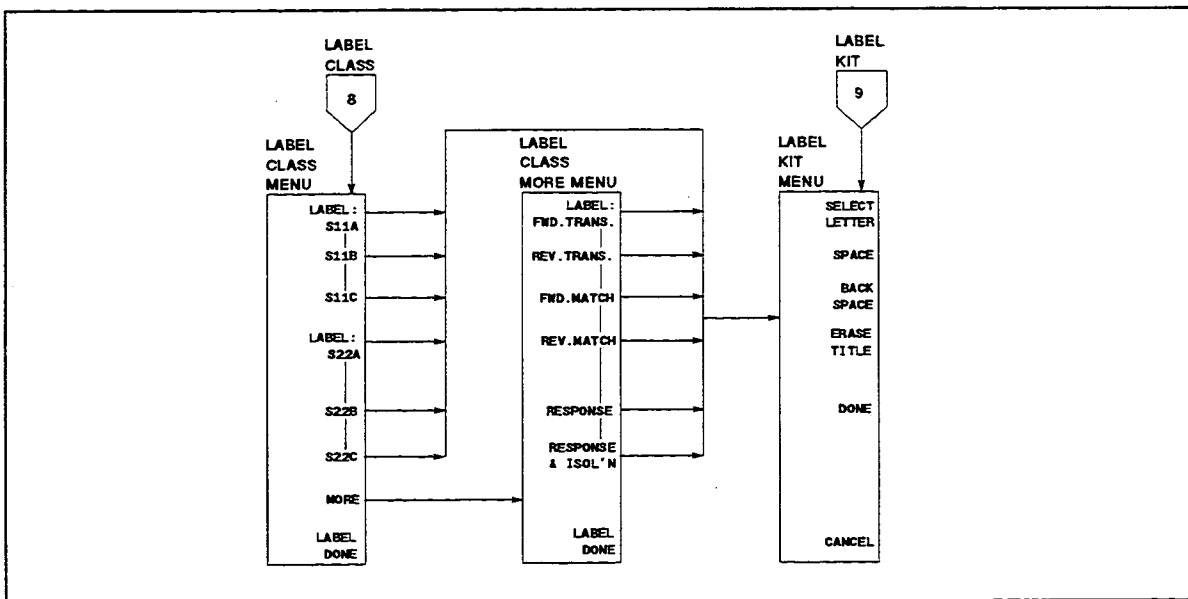 LABEL
CLASS
8
LABEL
CLASS
MENU
LABEL:
S11A
S11B
S11C
LABEL:
S22A
S22B
S22C
MORE
LABEL
DONE
LABEL
CLASS
MORE MENU
LABEL:
FWD.TRANS.
REV.TRANS.
FWD.MATCH
REV.MATCH
RESPONSE
RESPONSE
& ISOL'N
LABEL
DONE
LABEL
KIT
9
LABEL
KIT
MENU
SELECT
LETTER
SPACE
BACK
SPACE
ERASE
TITLE
DONE
CANCEL